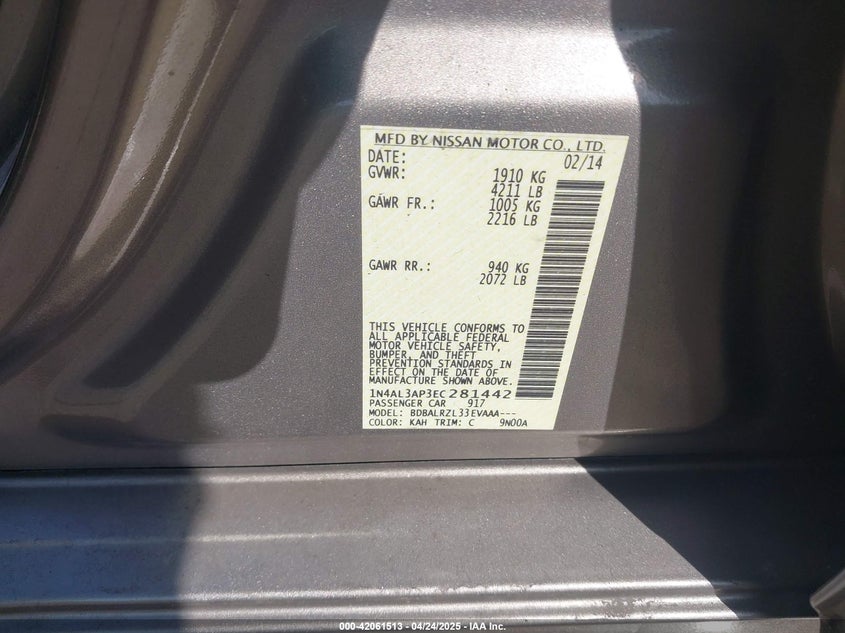 MFD BY NISSAN MOTOR CO., LTD.
DATE: 02/14
GVWR: 1910 KG
4211 LB
GAWR FR.: 1005 KG
2216 LB
GAWR RR.: 940 KG
2072 LB
THIS VEHICLE CONFORMS TO
ALL APPLICABLE FEDERAL
MOTOR VEHICLE SAFETY,
BUMPER, AND THEFT
PREVENTION STANDARDS IN
EFFECT ON THE DATE OF
MANUFACTURE SHOWN ABOVE.
1N4AL3AP3EC281442
PASSENGER CAR 917
MODEL: BDBALRZL33EVAAA---
COLOR: KAH TRIM: C 9N00A
000-42061513 - 04/24/2025 - IAA Inc.